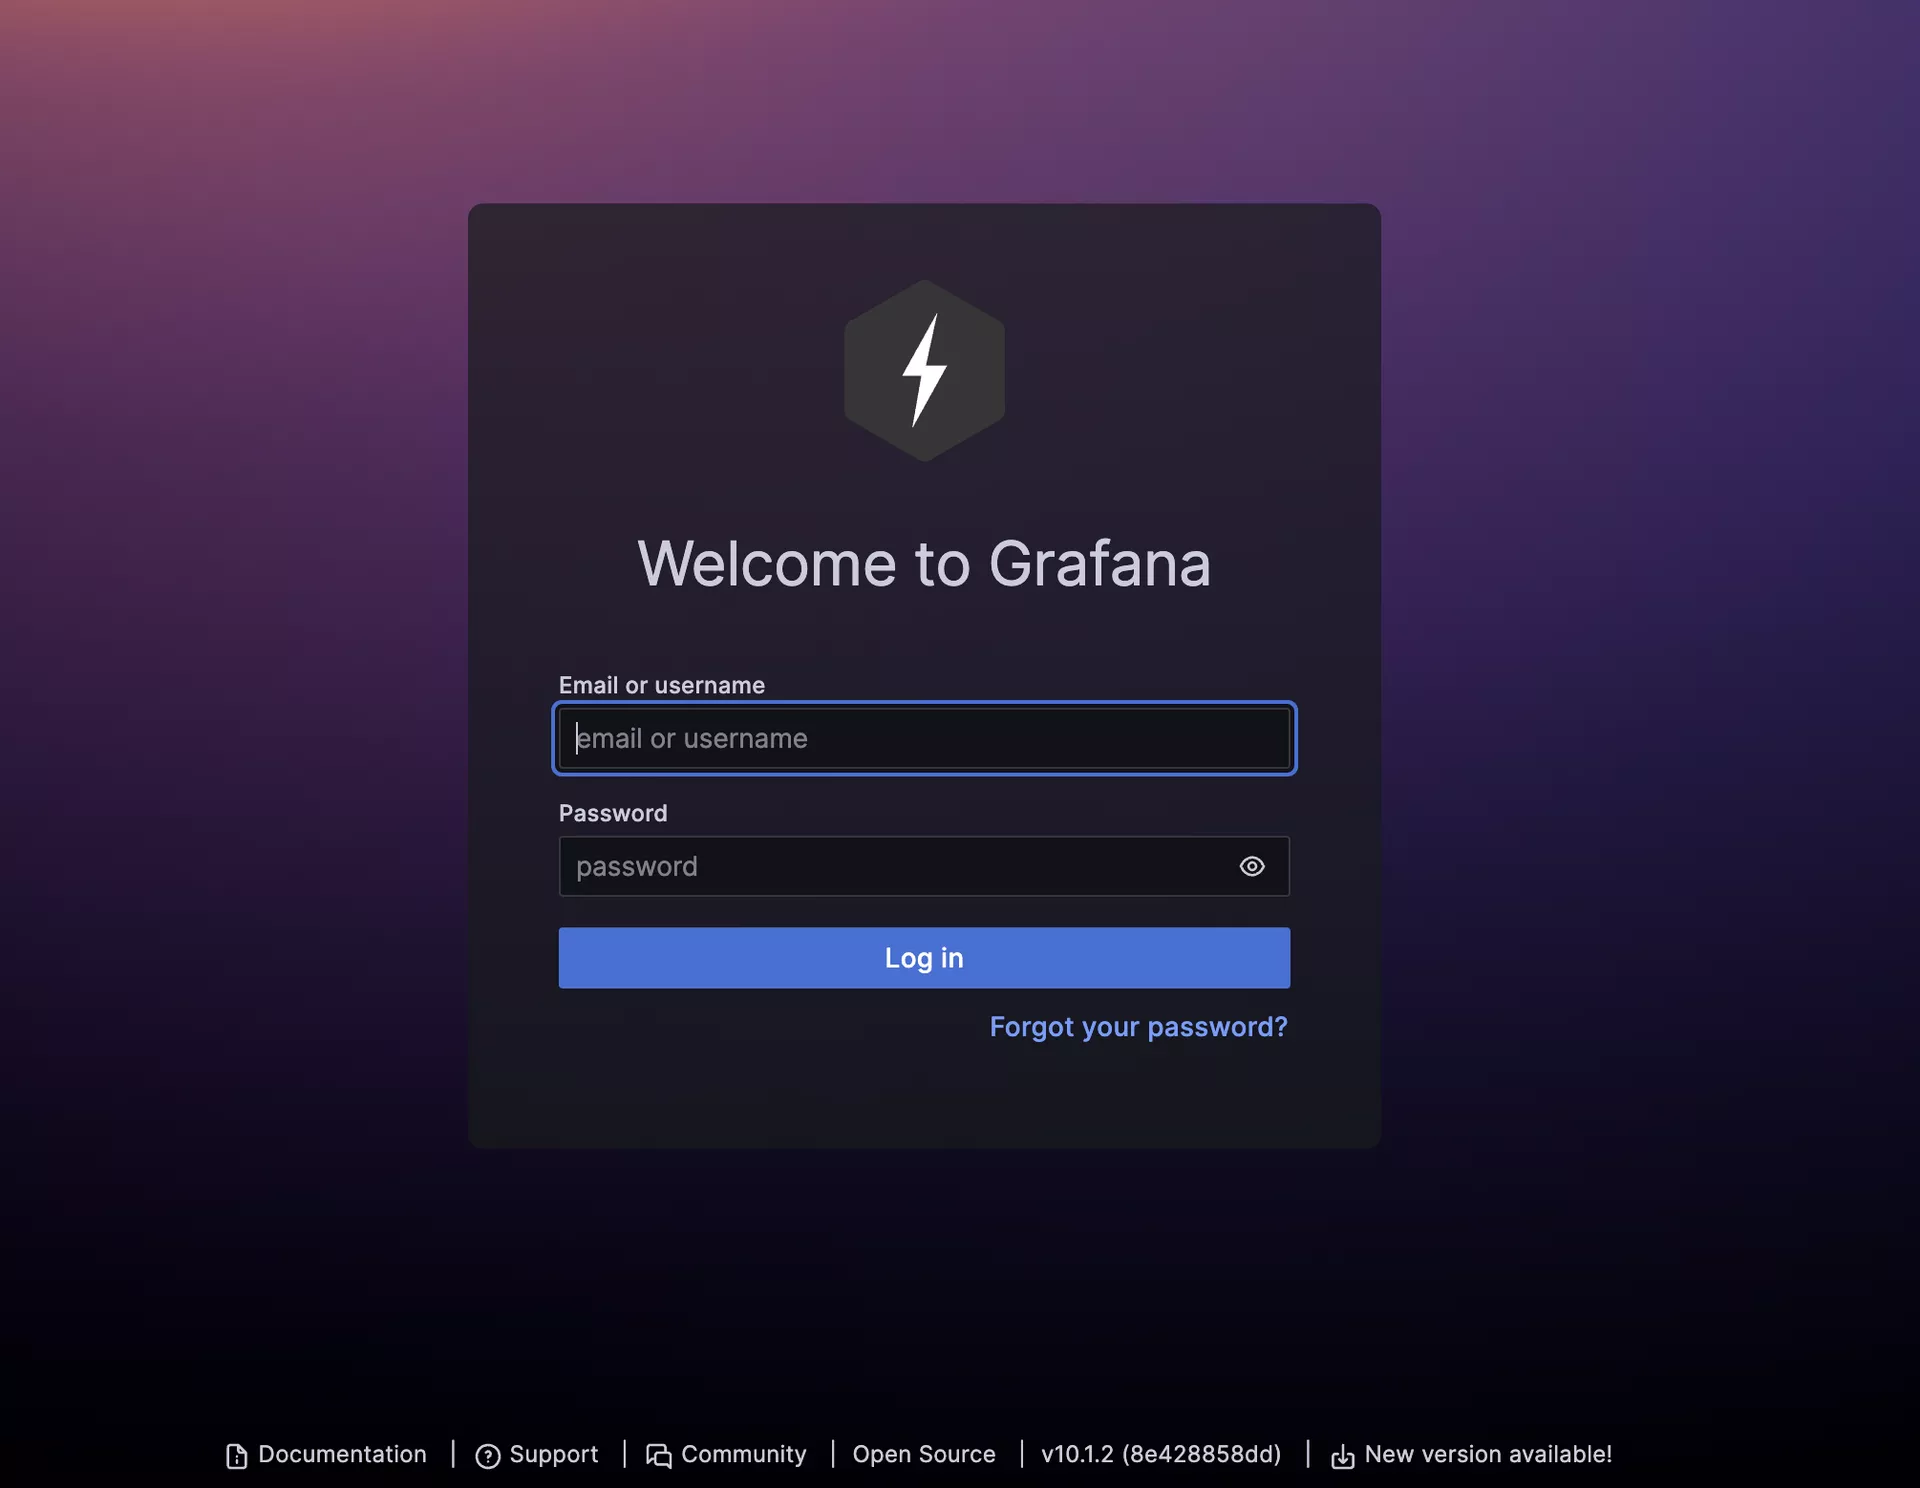 Welcome to Grafana
Email or username
email or username
Password
password
Log in
Forgot your password?
Documentation | Support | Community | Open Source | v10.1.2 (8e428858dd) | New version available!